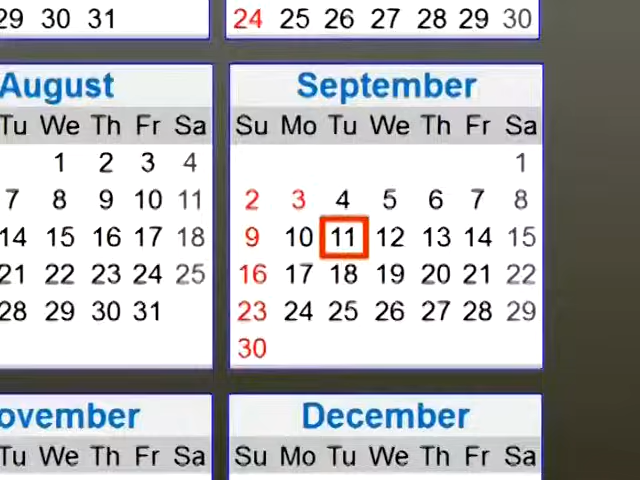 29 30 31
24 25 26 27 28 29 30
August
Tu We Th Fr Sa
1 2 3 4
7 8 9 10 11
14 15 16 17 18
21 22 23 24 25
28 29 30 31
September
Su Mo Tu We Th Fr Sa
1
2 3 4 5 6 7 8
9 10 11 12 13 14 15
16 17 18 19 20 21 22
23 24 25 26 27 28 29
30
ovember
Tu We Th Fr Sa
December
Su Mo Tu We Th Fr Sa